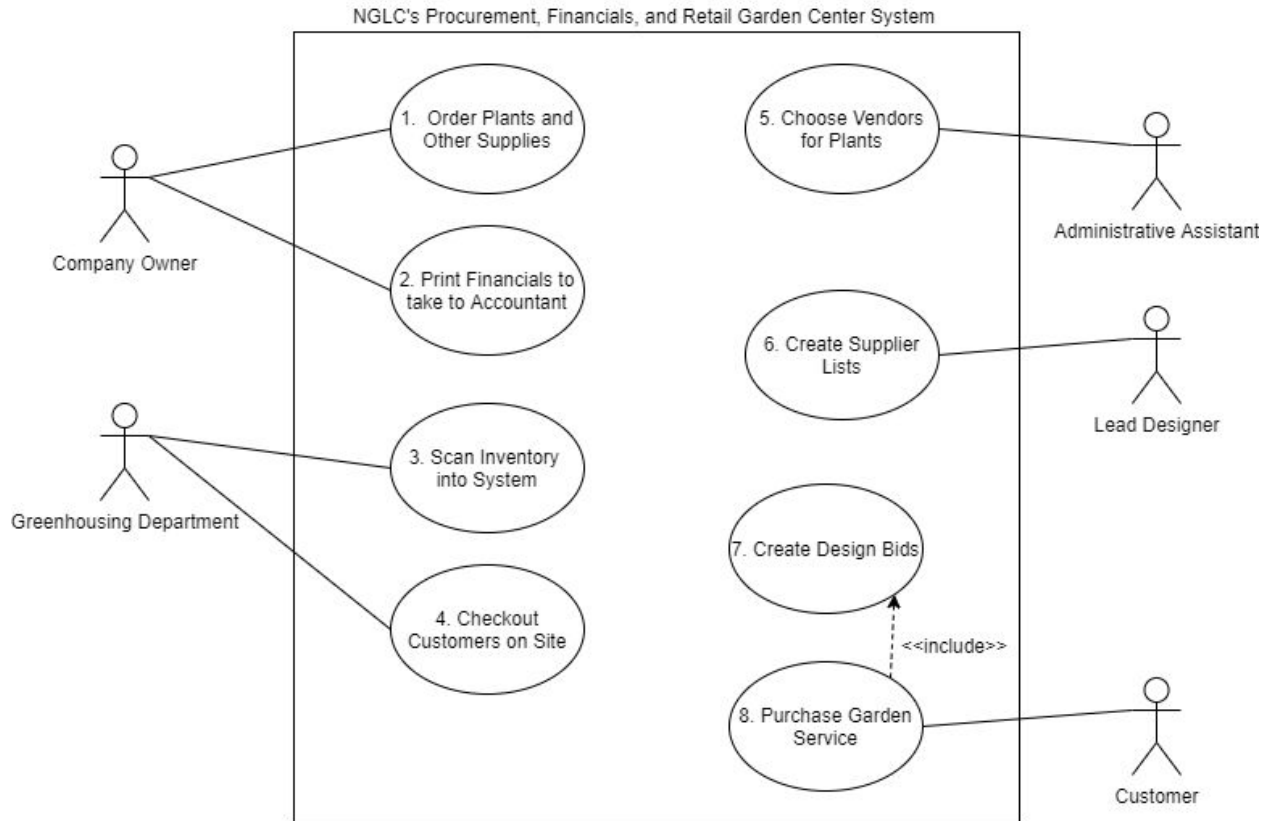 NGLC's Procurement, Financials, and Retail Garden Center System
1. Order Plants and
Other Supplies
5. Choose Vendors
for Plants
Company Owner
Administrative Assistant
2. Print Financials to
take to Accountant
6. Create Supplier
Lists
Lead Designer
3. Scan Inventory
into System
Greenhousing Department
7. Create Design Bids
4. Checkout
Customers on Site
<<include>>
8. Purchase Garden
Service
Customer